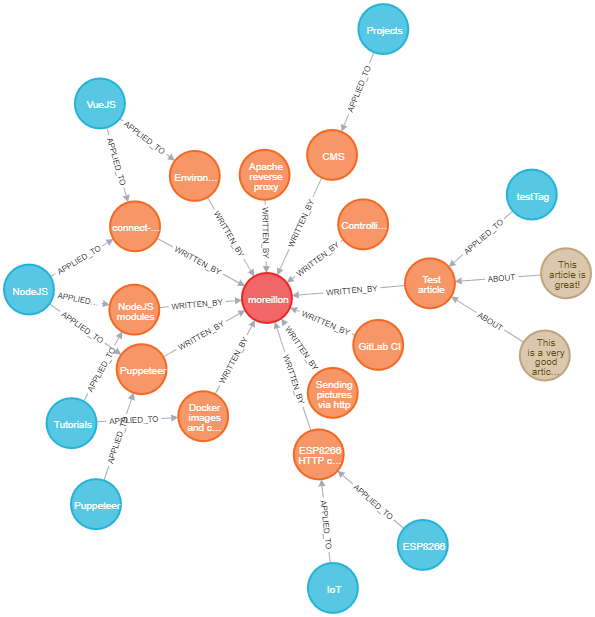 Projects
APPLIED_TO
VueJS
APPLIED_TO
APPLIED_TO
Environ…
Apache
reverse
proxy
CMS
testTag
WRITTEN_BY
WRITTEN_BY
WRITTEN_BY
connect-…
Controlli…
APPLIED_TO
WRITTEN_BY
WRITTEN_BY
APPLIED_TO
This
article is
great!
NodeJS
APPLIED_…
NodeJS
modules
WRITTEN_BY
moreillon
WRITTEN_BY
Test
article
ABOUT
ABOUT
APPLIED_TO
WRITTEN_BY
WRITTEN_BY
GitLab CI
This
is a very
good
artic…
Puppeteer
APPLIED_TO
WRITTEN_BY
WRITTEN_BY
WRITTEN_BY
Sending
pictures
via http
Tutorials
APPLIED_TO
Docker
images
and c…
APPLIED_TO
ESP8266
HTTP c…
Puppeteer
APPLIED_TO
APPLIED_TO
ESP8266
IoT